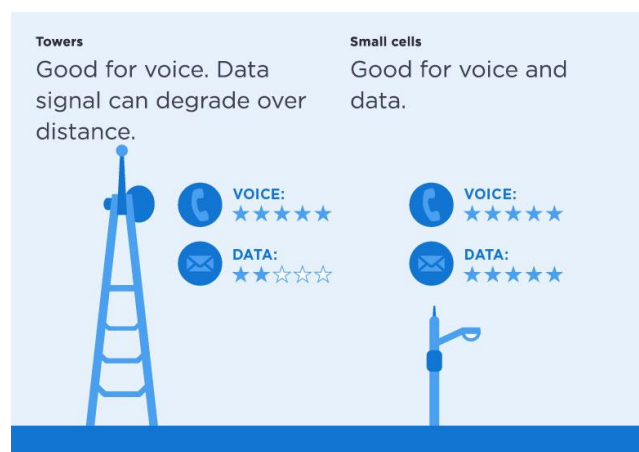 Towers
Good for voice. Data
signal can degrade over
distance.
VOICE:
DATA:
Small cells
Good for voice and
data.
VOICE:
DATA: